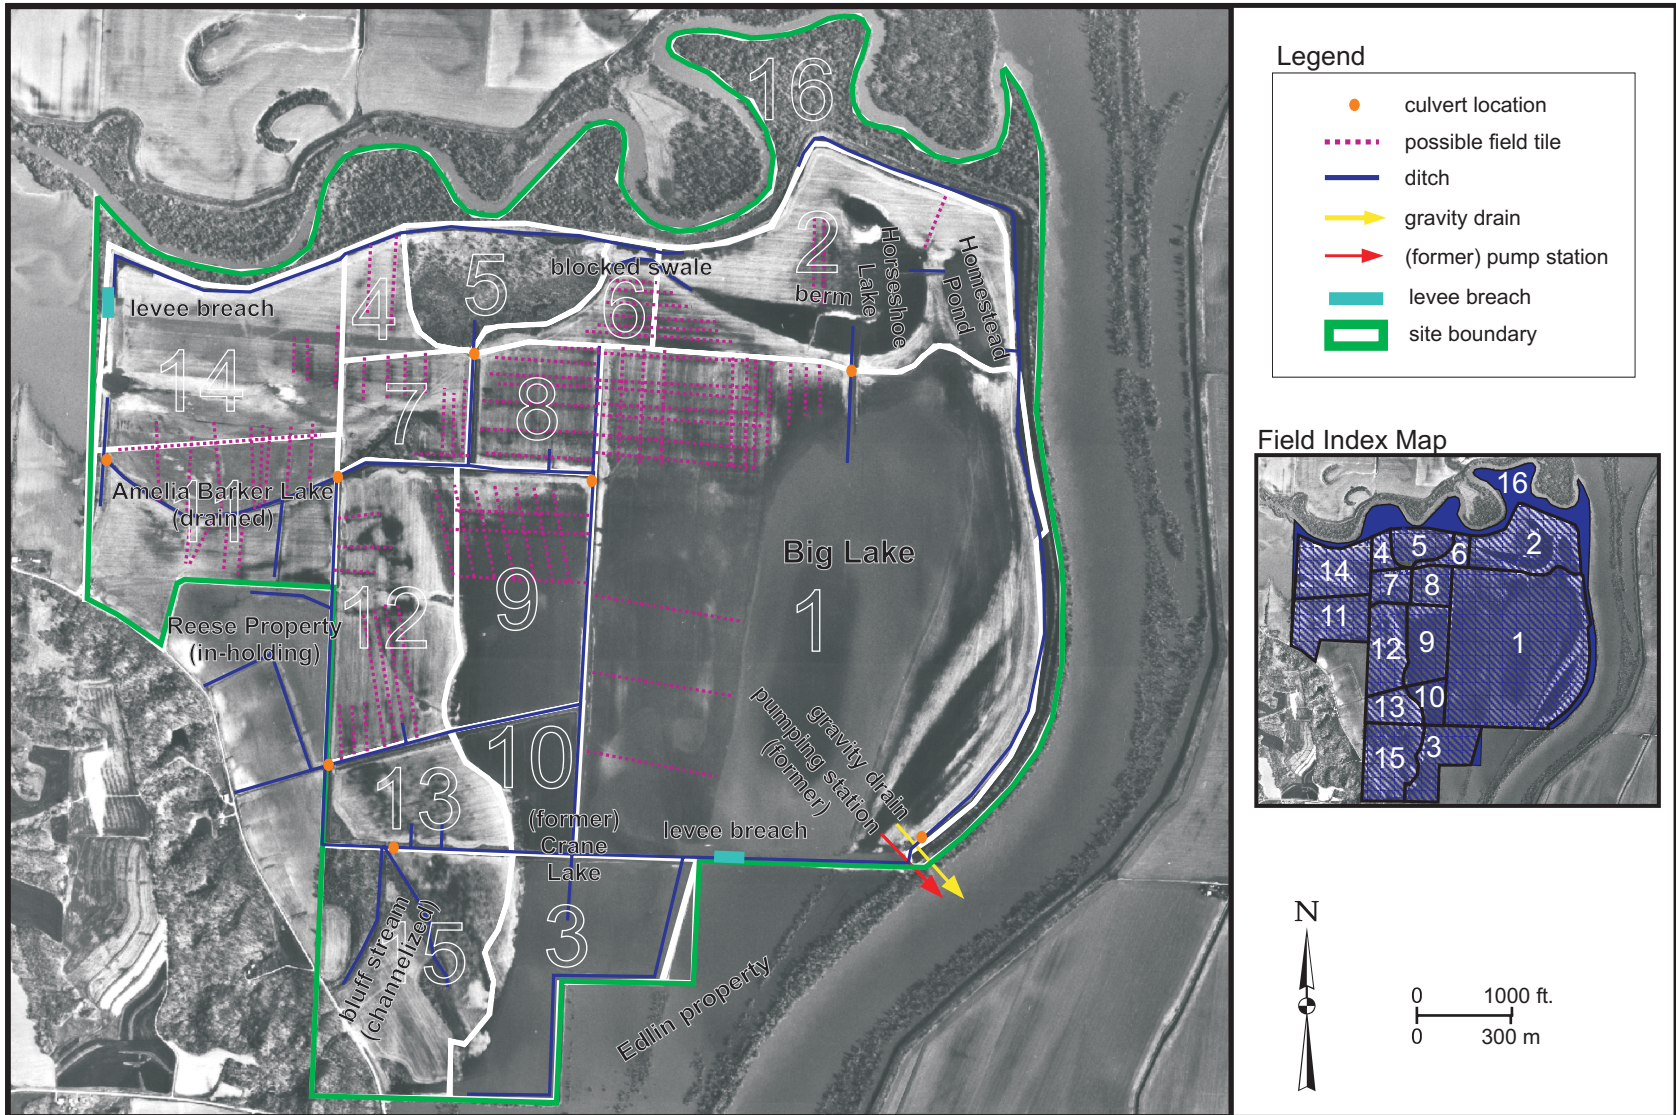 16
2
Horseshoe
Lake
Homestead
Pond
5
blocked swale
4
6
berm
levee breach
14
7
8
Amelia Barker Lake
(drained)
11
Big Lake
1
12
9
Reese Property
(in-holding)
gravity drain
pumping station
(former)
10
13
(former)
Crane
Lake
levee breach
15
bluff stream
(channelized)
3
Edlin property
Legend
culvert location
possible field tile
ditch
gravity drain
(former) pump station
levee breach
site boundary
Field Index Map
16
2
4
5
6
14
7
8
11
12
9
1
10
13
3
15
N
0 1000 ft.
0 300 m